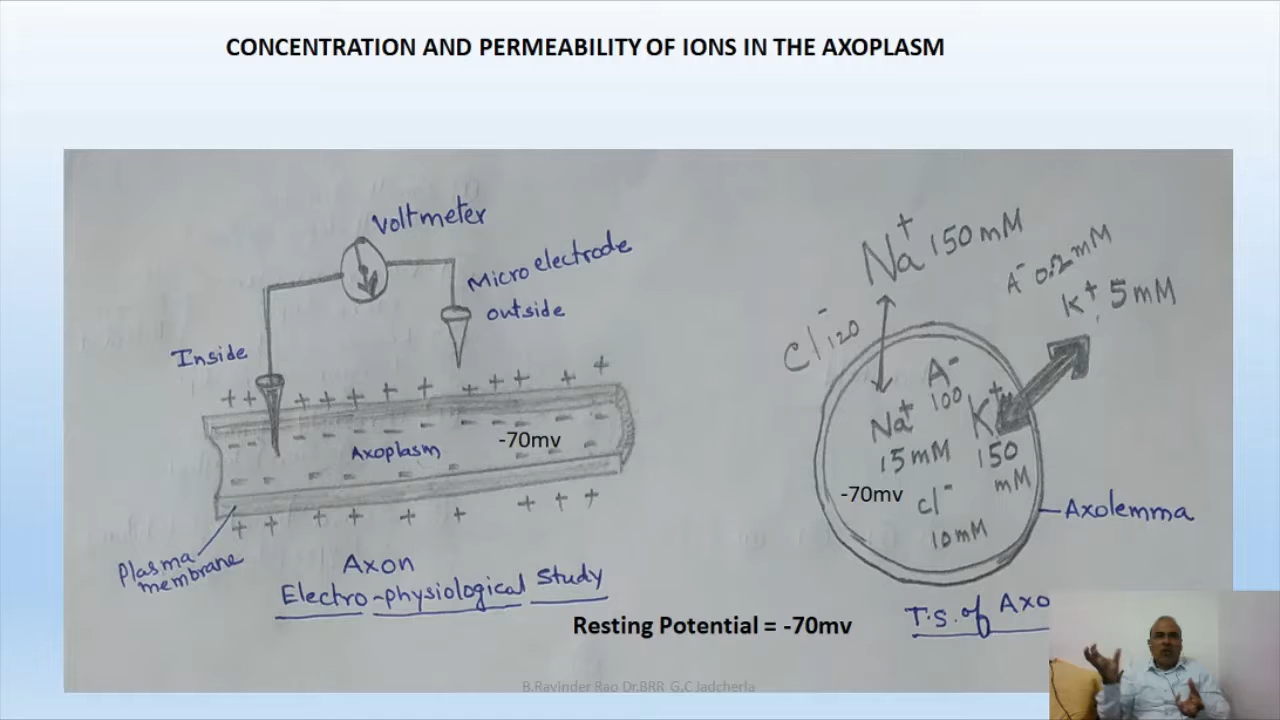 CONCENTRATION AND PERMEABILITY OF IONS IN THE AXOPLASM
Voltmeter
Micro electrode
outside
Inside
+ + + + + + + + + + + +
Axoplasm
-70mv
+ + + + + + + + +
Plasma
membrane
Axon
Electro-physiological Study
Na+ 150 mM
A- 0.2 mM
K+, 5 mM
Cl- 120
A-
100
Na+
15 mM
K+
150
mM
-70mv
Cl-
10 mM
Axolemma
T.S. of Axo
Resting Potential = -70mv
B.Ravinder Rao Dr.BRR G.C Jadcherla